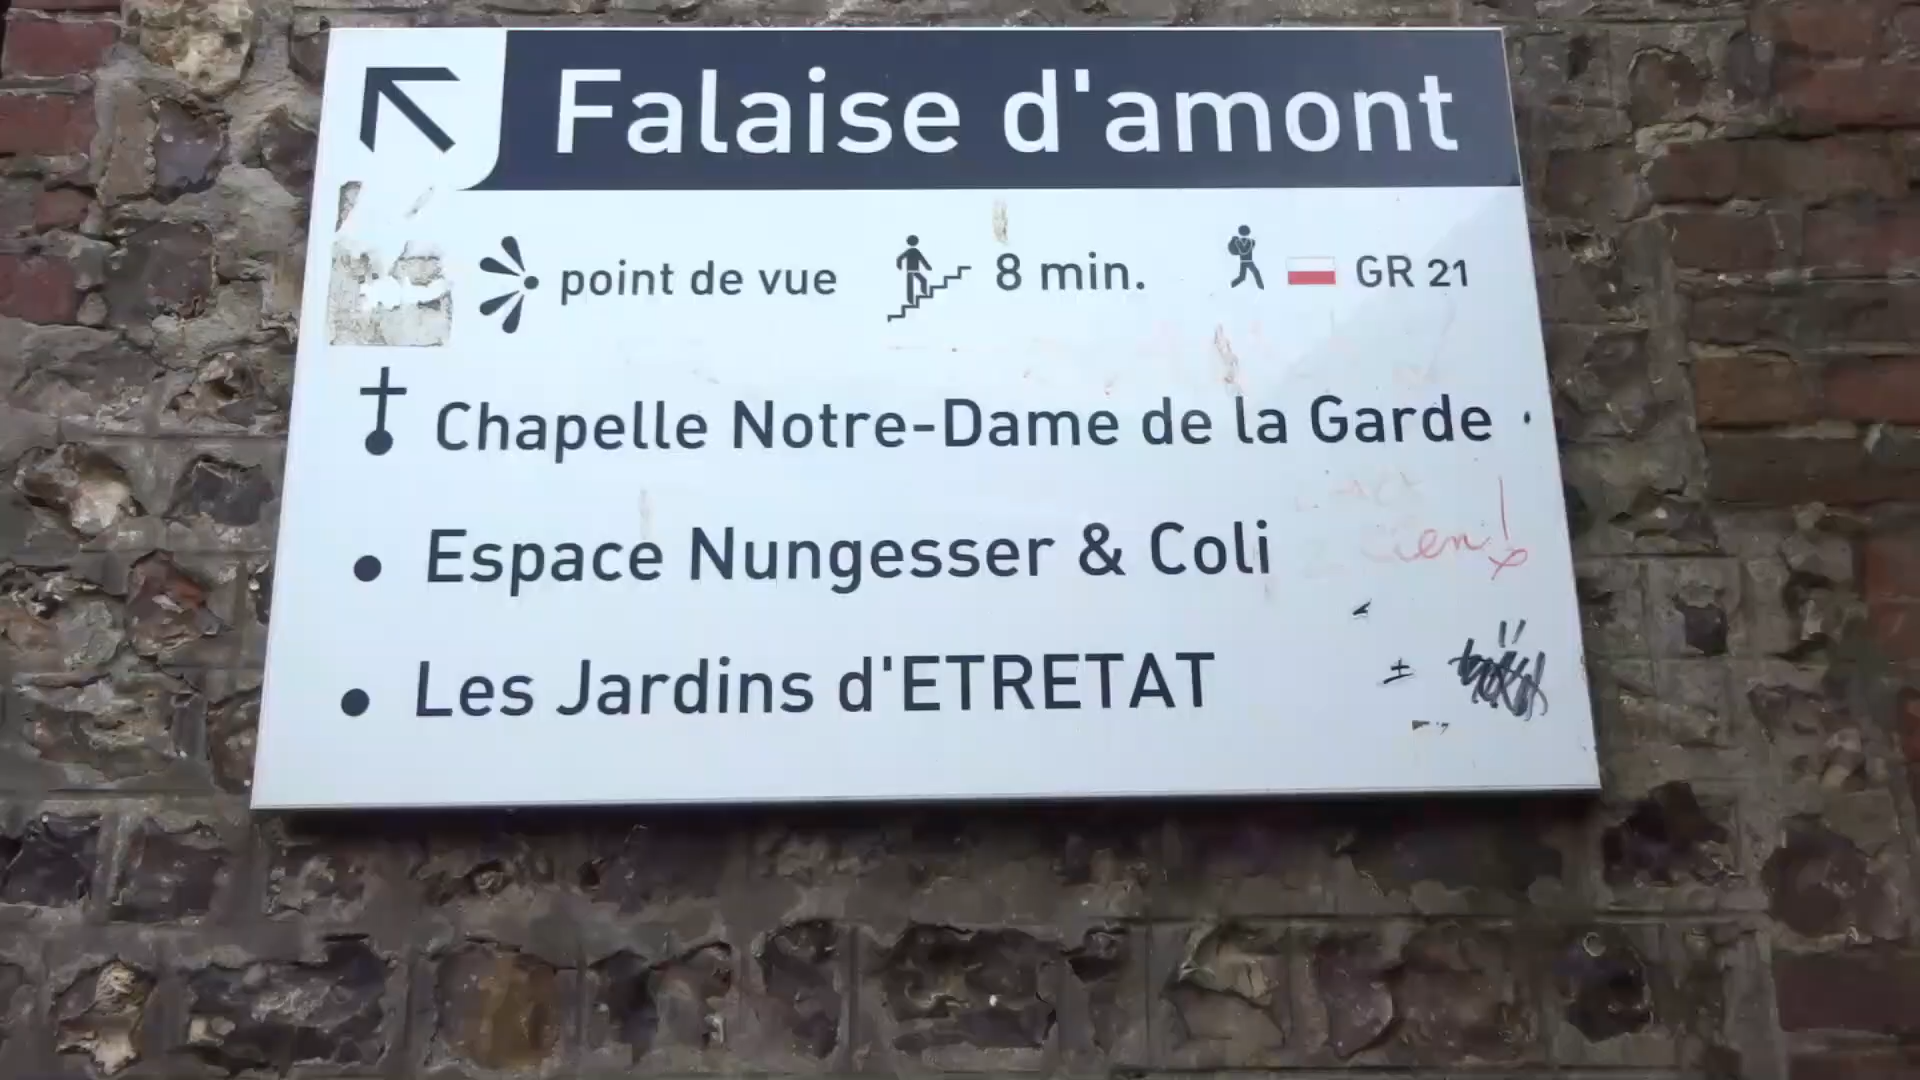 Falaise d'amont
point de vue 8 min. GR 21
Chapelle Notre-Dame de la Garde
• Espace Nungesser & Coli
• Les Jardins d'ETRETAT